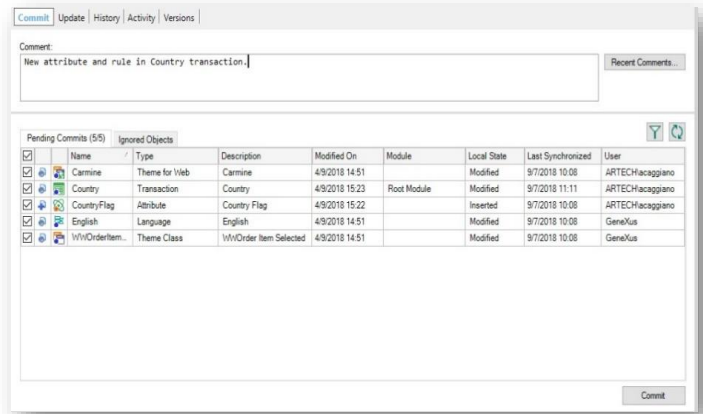 Commit Update History Activity Versions
Comment:
New attribute and rule in Country transaction.
Recent Comments...
Pending Commits (5/5) Ignored Objects
Name Type Description Modified On Module Local State Last Synchronized User
Carmine Theme for Web Carmine 4/9/2018 14:51 Modified 9/7/2018 10:08 ARTECH\acaggiano
Country Transaction Country 4/9/2018 15:23 Root Module Modified 9/7/2018 11:11 ARTECH\acaggiano
CountryFlag Attribute Country Flag 4/9/2018 15:22 Inserted 9/7/2018 10:08 ARTECH\acaggiano
English Language English 4/9/2018 14:51 Modified 9/7/2018 10:08 GeneXus
WWOrderItem... Theme Class WWOrder Item Selected 4/9/2018 14:51 Modified 9/7/2018 10:08 GeneXus
Commit